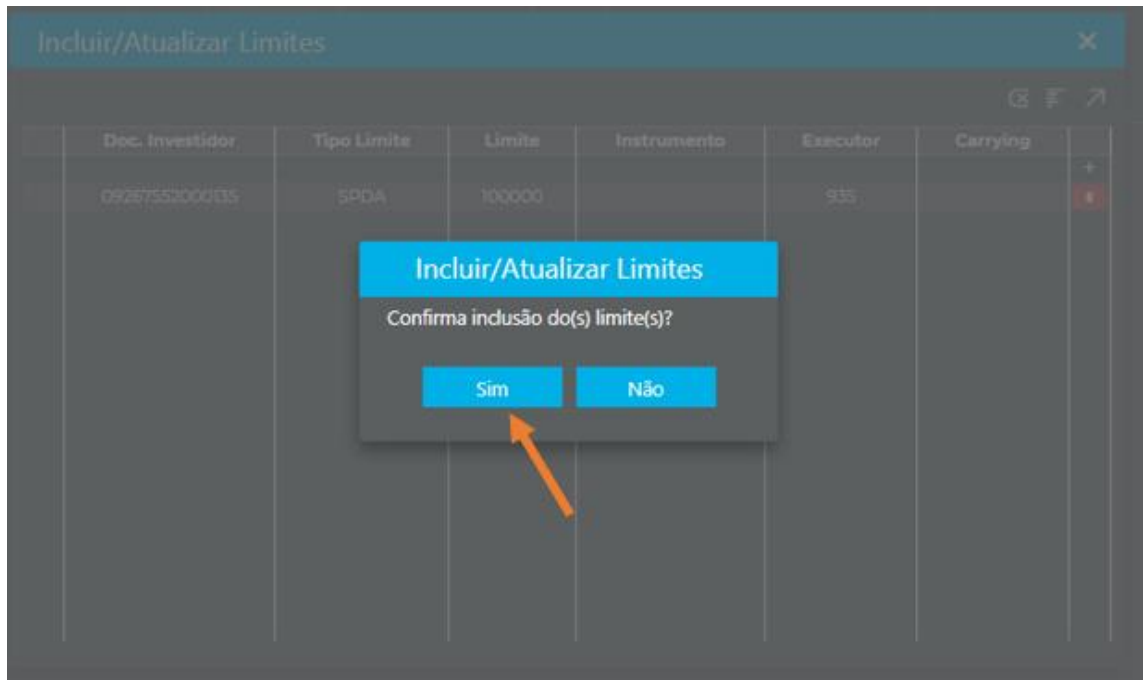 Incluir/Atualizar Limites
Doc. Investidor Tipo Limite Limite Instrumento Executor Carrying
09267552000135 SPDA 100000 935
Incluir/Atualizar Limites
Confirma inclusão do(s) limite(s)?
Sim Não